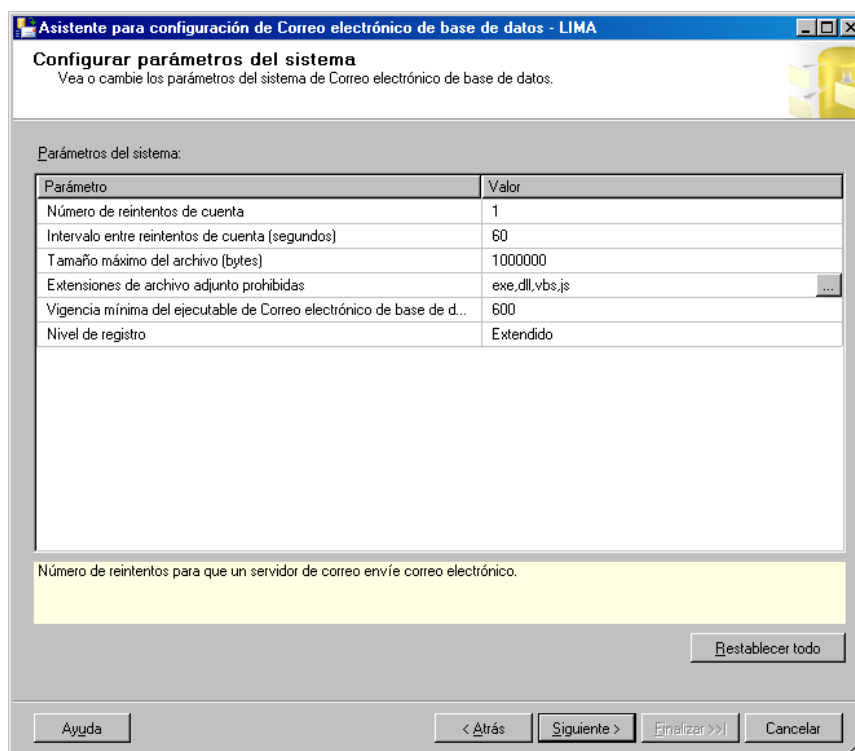 Asistente para configuración de Correo electrónico de base de datos - LIMA
Configurar parámetros del sistema
Vea o cambie los parámetros del sistema de Correo electrónico de base de datos.
Parámetros del sistema:
Parámetro Valor
Número de reintentos de cuenta 1
Intervalo entre reintentos de cuenta (segundos) 60
Tamaño máximo del archivo (bytes) 1000000
Extensiones de archivo adjunto prohibidas exe,dll,vbs,js ...
Vigencia mínima del ejecutable de Correo electrónico de base de d... 600
Nivel de registro Extendido
Número de reintentos para que un servidor de correo envíe correo electrónico.
Restablecer todo
Ayuda < Atrás Siguiente > Finalizar >>| Cancelar